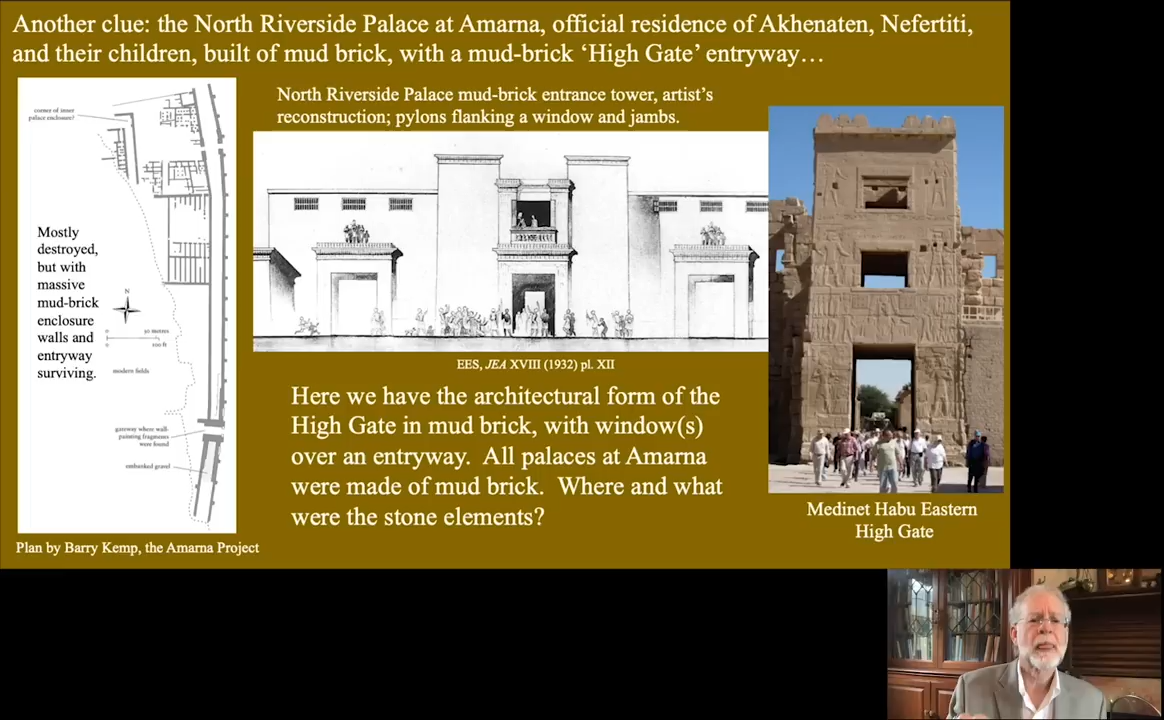 Another clue: the North Riverside Palace at Amarna, official residence of Akhenaten, Nefertiti,
and their children, built of mud brick, with a mud-brick ‘High Gate’ entryway…
corner of inner
palace enclosure?
Mostly
destroyed,
but with
massive
mud-brick
enclosure
walls and
entryway
surviving.
N
0 50 metres
0 100 ft
modern fields
gateway where wall-
painting fragments
were found
embanked gravel
Plan by Barry Kemp, the Amarna Project
North Riverside Palace mud-brick entrance tower, artist’s
reconstruction; pylons flanking a window and jambs.
EES, JEA XVIII (1932) pl. XII
Here we have the architectural form of the
High Gate in mud brick, with window(s)
over an entryway.  All palaces at Amarna
were made of mud brick.  Where and what
were the stone elements?
Medinet Habu Eastern
High Gate